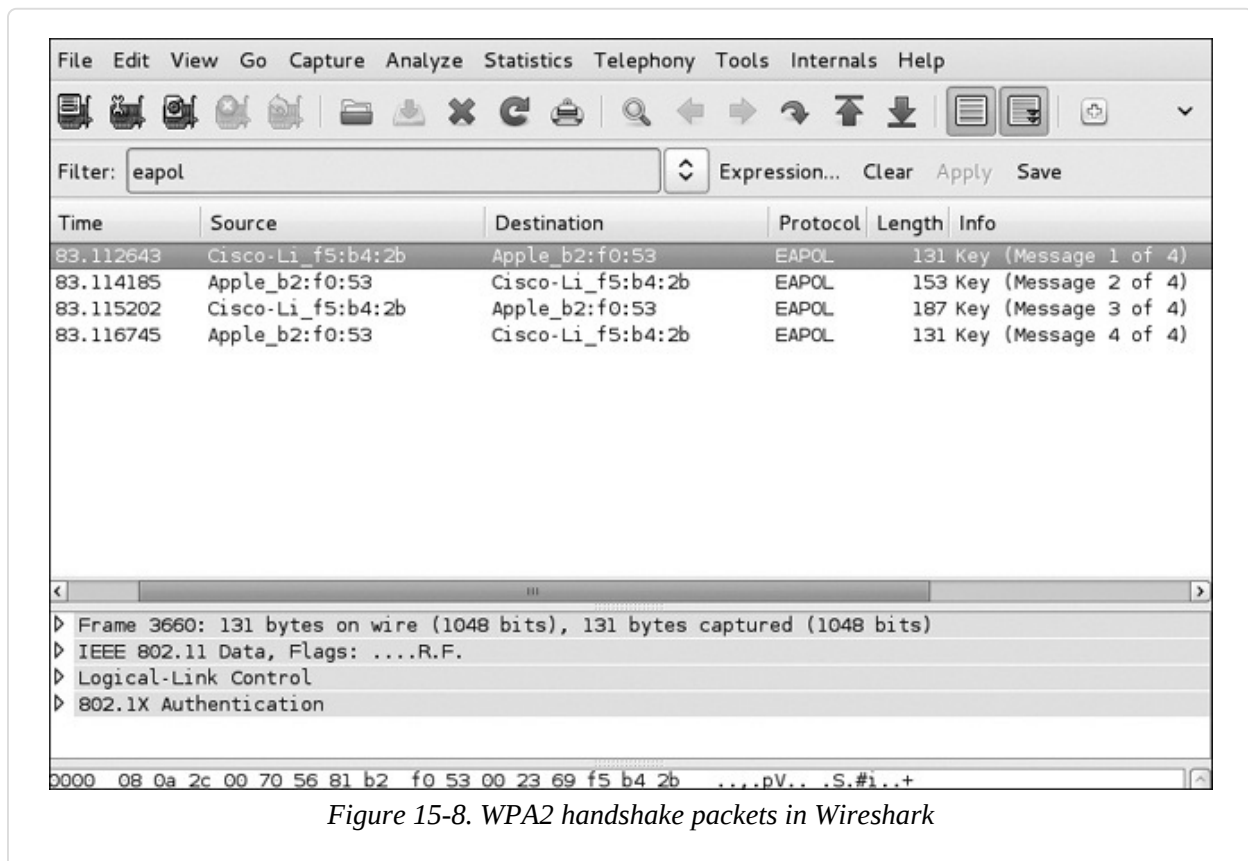 File Edit View Go Capture Analyze Statistics Telephony Tools Internals Help
Filter: eapol Expression... Clear Apply Save
Time Source Destination Protocol Length Info
83.112643 Cisco-Li_f5:b4:2b Apple_b2:f0:53 EAPOL 131 Key (Message 1 of 4)
83.114185 Apple_b2:f0:53 Cisco-Li_f5:b4:2b EAPOL 153 Key (Message 2 of 4)
83.115202 Cisco-Li_f5:b4:2b Apple_b2:f0:53 EAPOL 187 Key (Message 3 of 4)
83.116745 Apple_b2:f0:53 Cisco-Li_f5:b4:2b EAPOL 131 Key (Message 4 of 4)
Frame 3660: 131 bytes on wire (1048 bits), 131 bytes captured (1048 bits)
IEEE 802.11 Data, Flags: ....R.F.
Logical-Link Control
802.1X Authentication
0000 08 0a 2c 00 70 56 81 b2 f0 53 00 23 69 f5 b4 2b ..,.pV.. .S.#i..+
Figure 15-8. WPA2 handshake packets in Wireshark